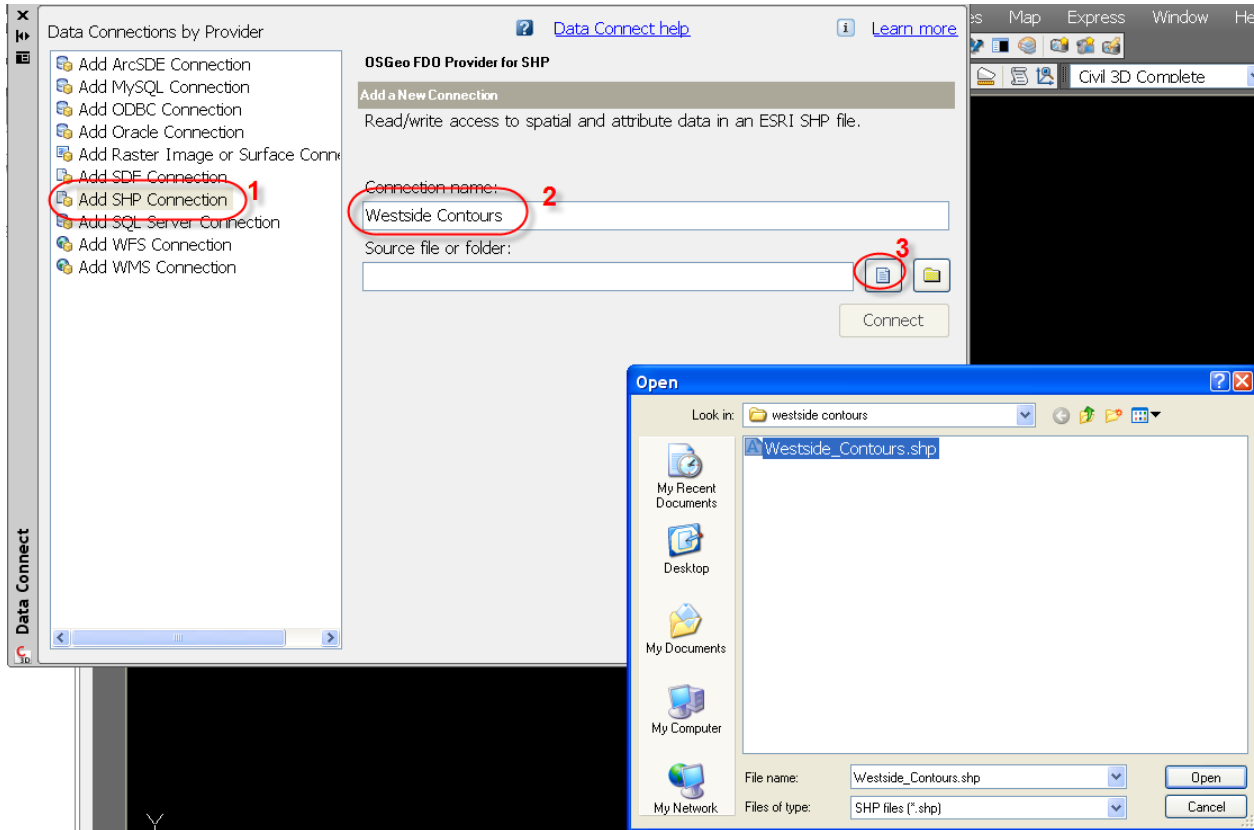 Data Connections by Provider
Data Connect help
Learn more
Map Express Window
Civil 3D Complete
Add ArcSDE Connection
Add MySQL Connection
Add ODBC Connection
Add Oracle Connection
Add Raster Image or Surface
Add SDF Connection
Add SHP Connection
1
Add SQL Server Connection
Add WFS Connection
Add WMS Connection
OSGeo FDO Provider for SHP
Add a New Connection
Read/write access to spatial and attribute data in an ESRI SHP file.
Connection name:
2
Westside Contours
Source file or folder:
3
Connect
Data Connect
Open
Look in:
westside contours
Westside_Contours.shp
My Recent
Documents
Desktop
My Documents
My Computer
My Network
File name:
Westside_Contours.shp
Open
Files of type:
SHP files (*.shp)
Cancel
Y